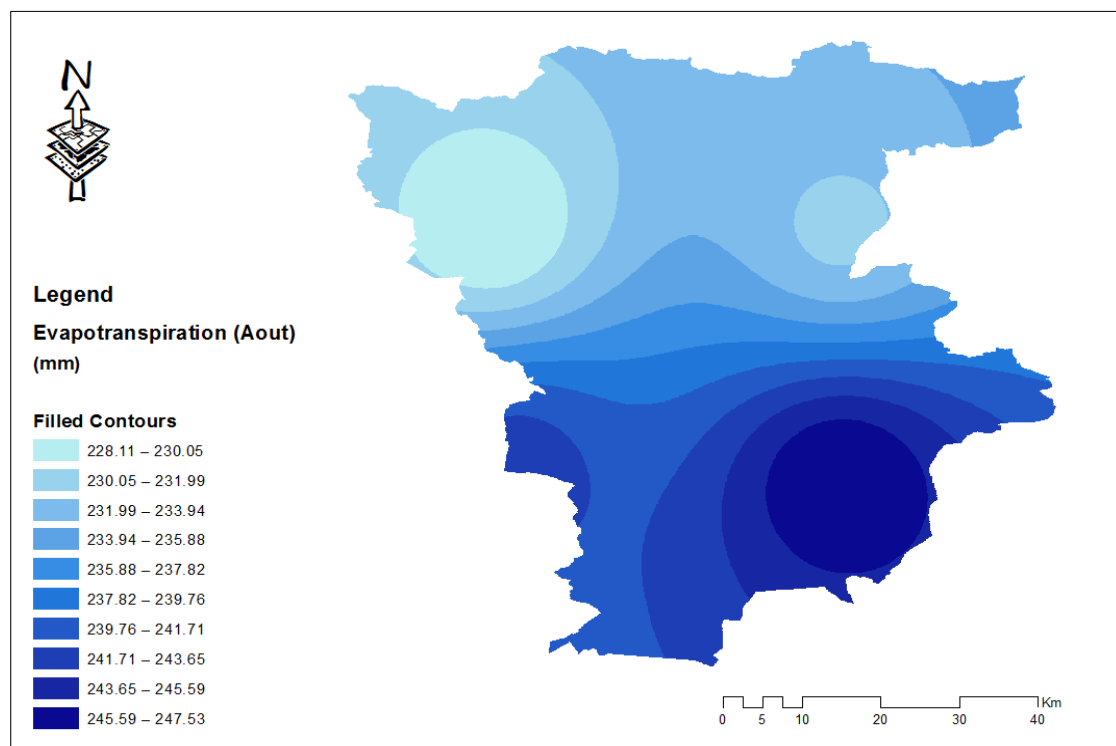 N
Legend
Evapotranspiration (Aout)
(mm)
Filled Contours
228.11 – 230.05
230.05 – 231.99
231.99 – 233.94
233.94 – 235.88
235.88 – 237.82
237.82 – 239.76
239.76 – 241.71
241.71 – 243.65
243.65 – 245.59
245.59 – 247.53
Km
0 5 10 20 30 40